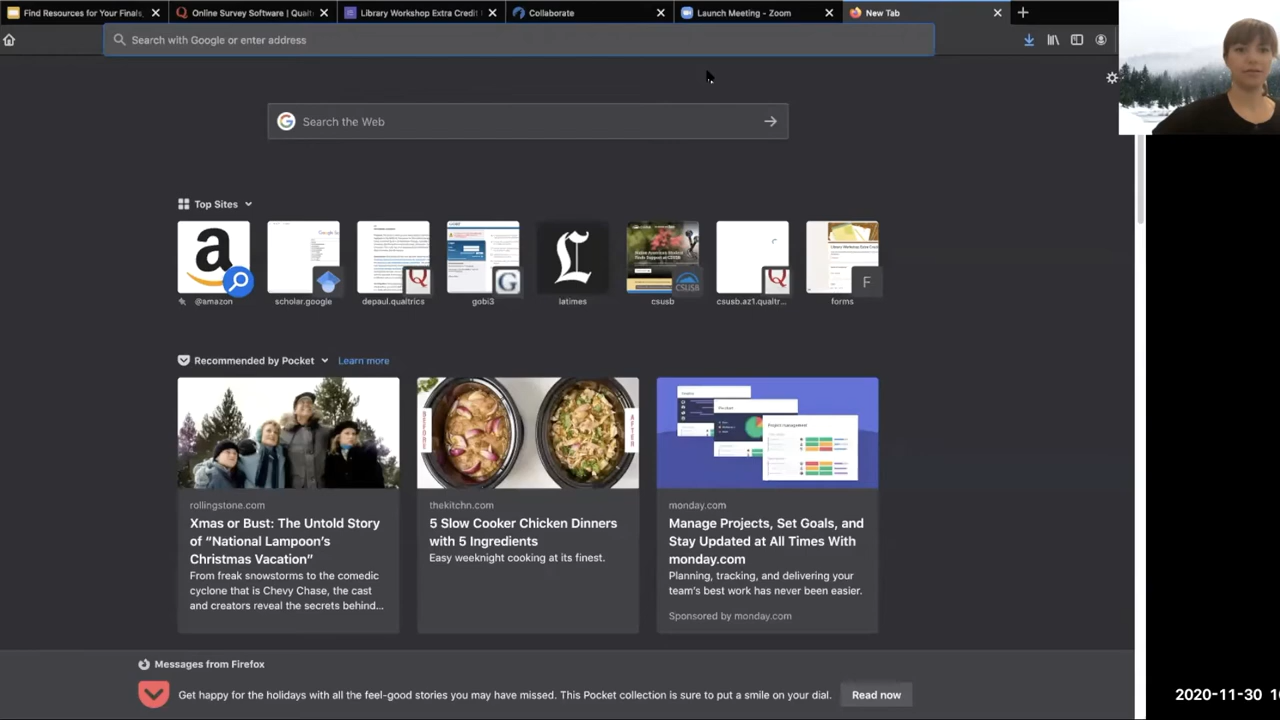 Find Resources for Your Finals
Online Survey Software | Qualt
Library Workshop Extra Credit
Collaborate
Launch Meeting - Zoom
New Tab
Search with Google or enter address
Search the Web
Top Sites
@amazon
scholar.google
depaul.qualtrics
gobi3
latimes
csusb
csusb.az1.qualtr...
forms
Recommended by Pocket
Learn more
BEFORE
AFTER
Project management
rollingstone.com
Xmas or Bust: The Untold Story
of “National Lampoon’s
Christmas Vacation”
From freak snowstorms to the comedic
cyclone that is Chevy Chase, the cast
and creators reveal the secrets behind...
thekitchn.com
5 Slow Cooker Chicken Dinners
with 5 Ingredients
Easy weeknight cooking at its finest.
monday.com
Manage Projects, Set Goals, and
Stay Updated at All Times With
monday.com
Planning, tracking, and delivering your
team’s best work has never been easier.
Sponsored by monday.com
Messages from Firefox
Get happy for the holidays with all the feel-good stories you may have missed. This Pocket collection is sure to put a smile on your dial.
Read now
2020-11-30